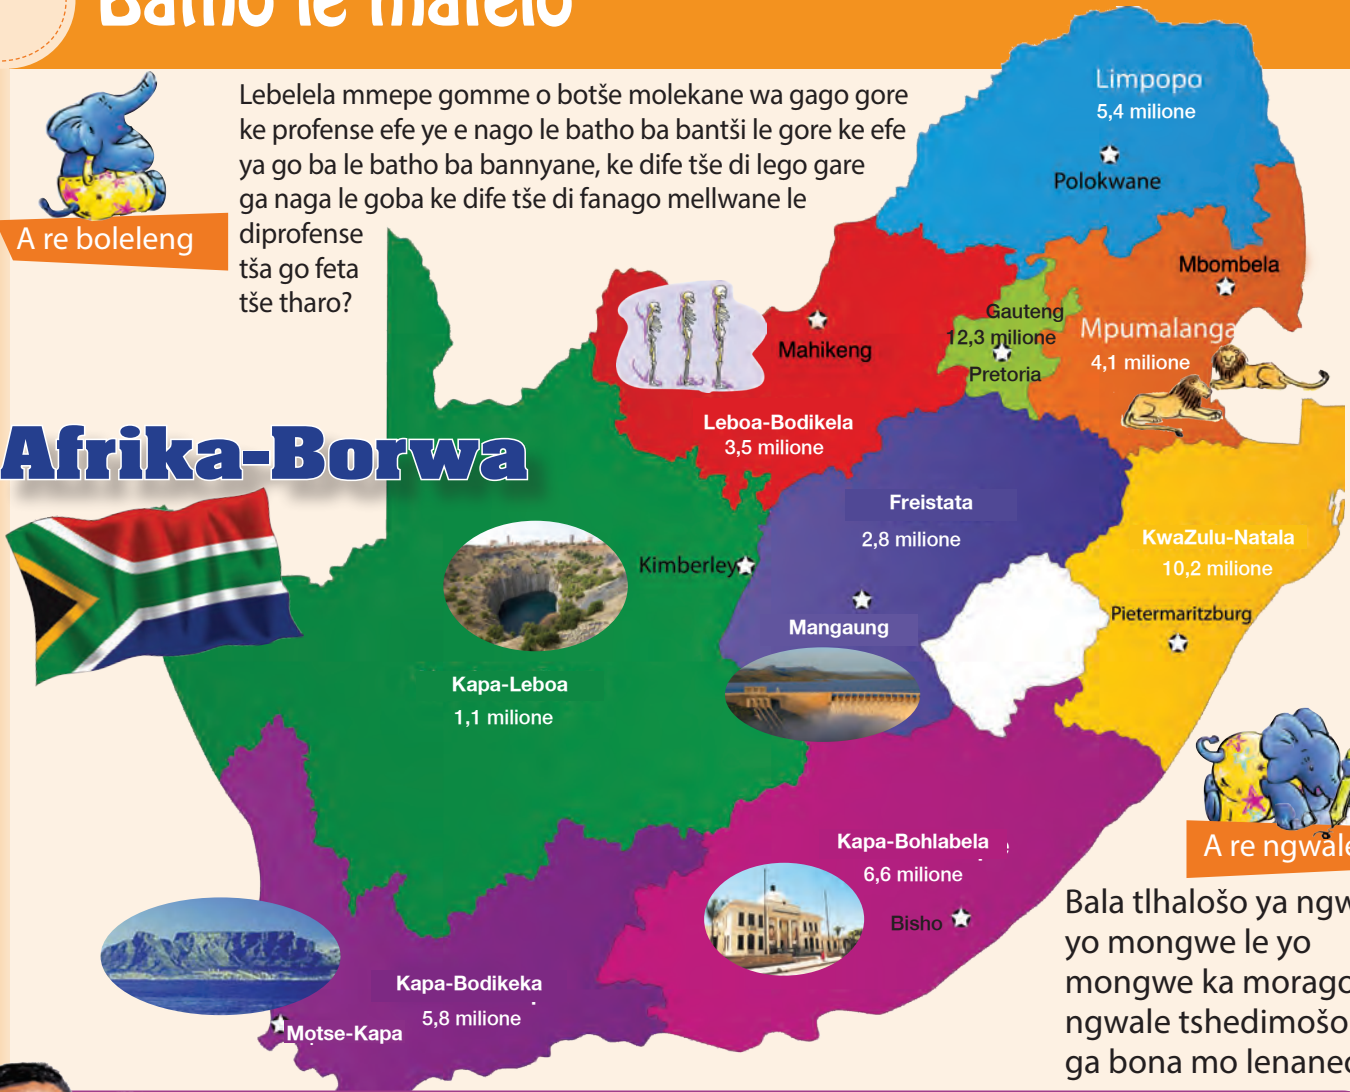 Batho le mafelo
Lebelela mmepe gomme o botše molekane wa gago gore
ke profense efe ye e nago le batho ba bantši le gore ke efe
ya go ba le batho ba bannyane, ke dife tše di lego gare
ga naga le goba ke dife tše di fanago mellwane le
diprofense
tša go feta
tše tharo?
A re boleleng
Limpopo
5,4 milione
Polokwane
Mbombela
Mpumalanga
4,1 milione
Gauteng
12,3 milione
Pretoria
Mahikeng
Leboa-Bodikela
3,5 milione
Afrika-Borwa
Freistata
2,8 milione
Mangaung
KwaZulu-Natala
10,2 milione
Pietermaritzburg
Kimberley
Kapa-Leboa
1,1 milione
Kapa-Bohlabela
6,6 milione
Bisho
Kapa-Bodikeka
5,8 milione
Motse-Kapa
A re ngwale
Bala tlhalošo ya ngw
yo mongwe le yo
mongwe ka morago
ngwale tshedimošo
ga bona mo lenaneo